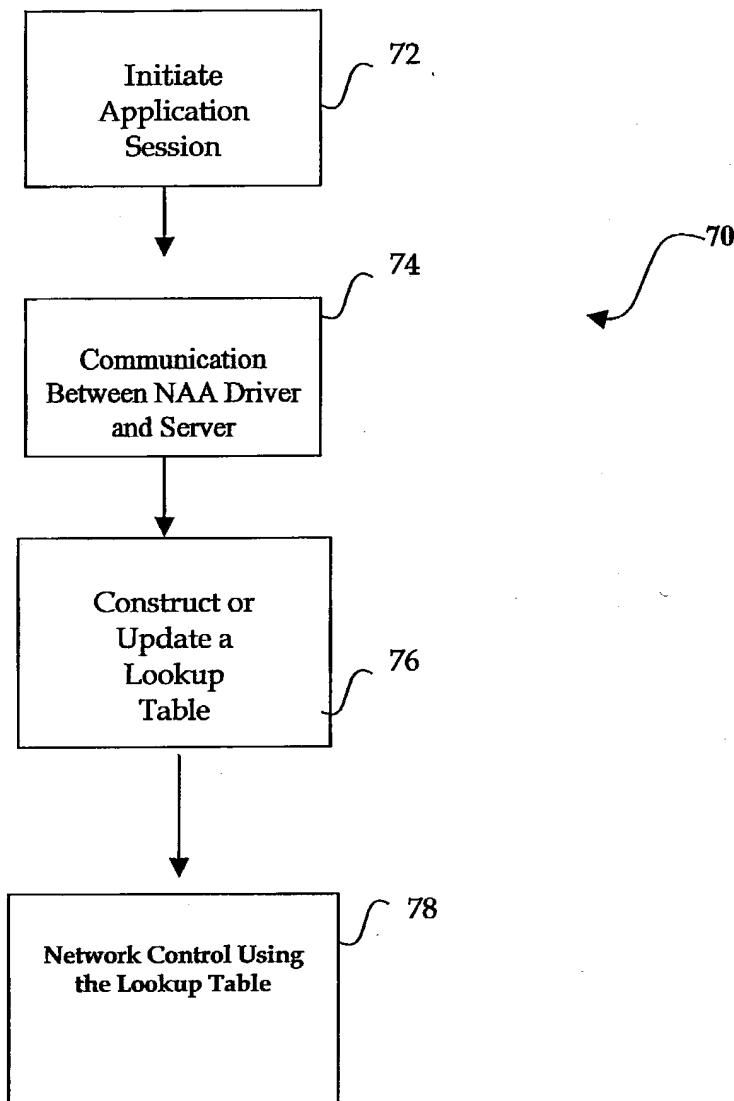 Initiate
Application
Session
72
70
74
Communication
Between NAA Driver
and Server
Construct or
Update a
Lookup
Table
76
78
Network Control Using
the Lookup Table